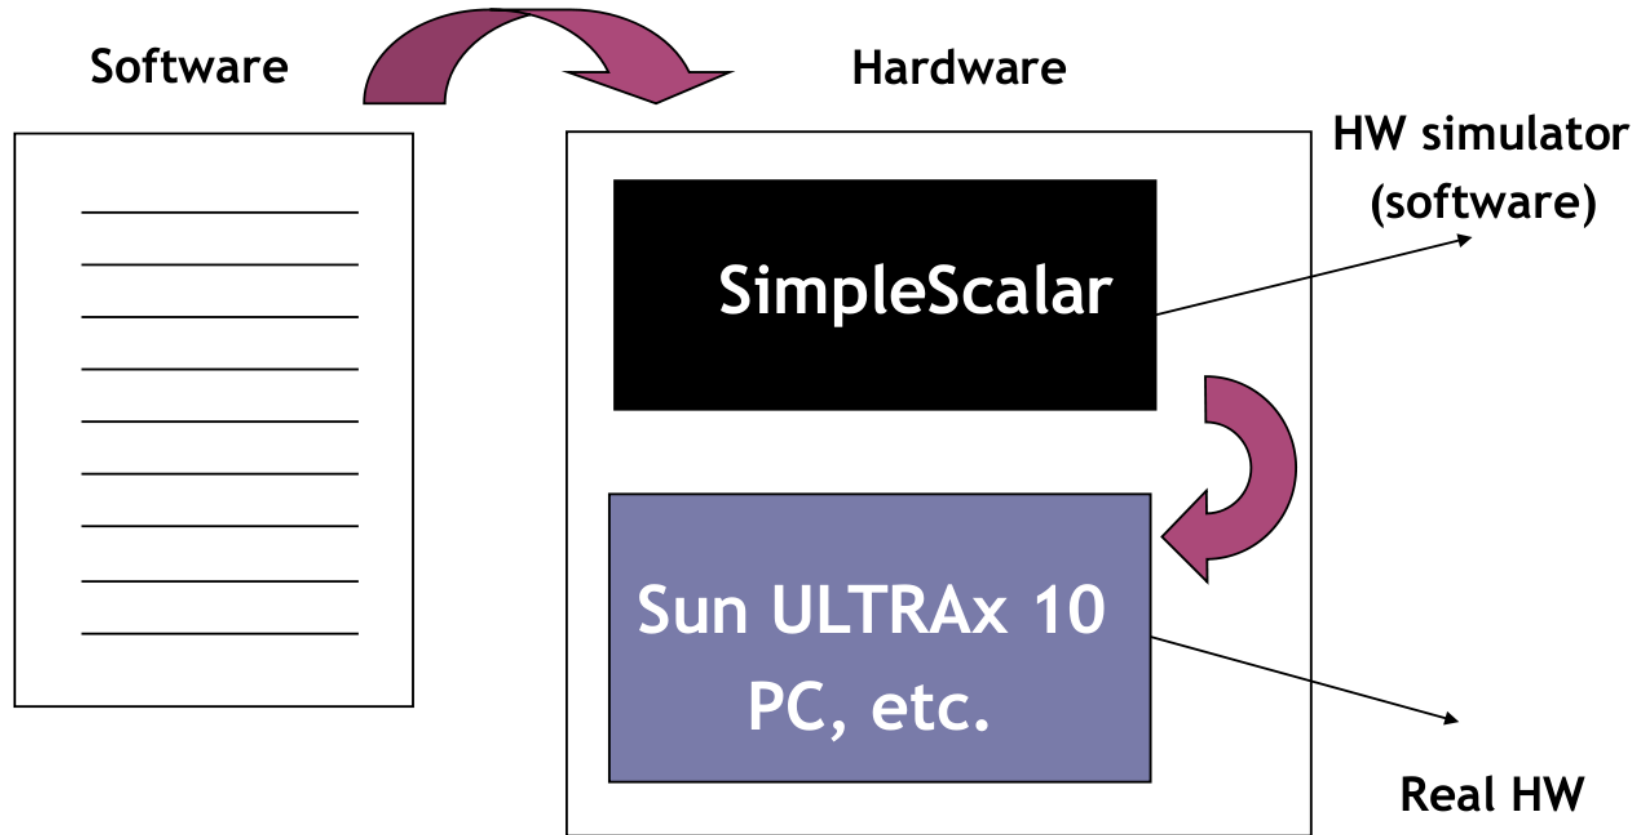 Software
Hardware
HW simulator
(software)
SimpleScalar
Sun ULTRAx 10
PC, etc.
Real HW